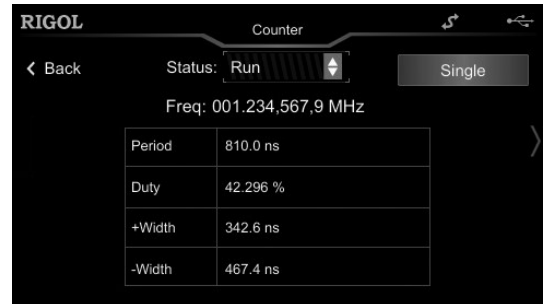 RIGOL
Counter
Back
Status: Run
Single
Freq: 001.234,567,9 MHz
Period 810.0 ns
Duty 42.296 %
+Width 342.6 ns
-Width 467.4 ns